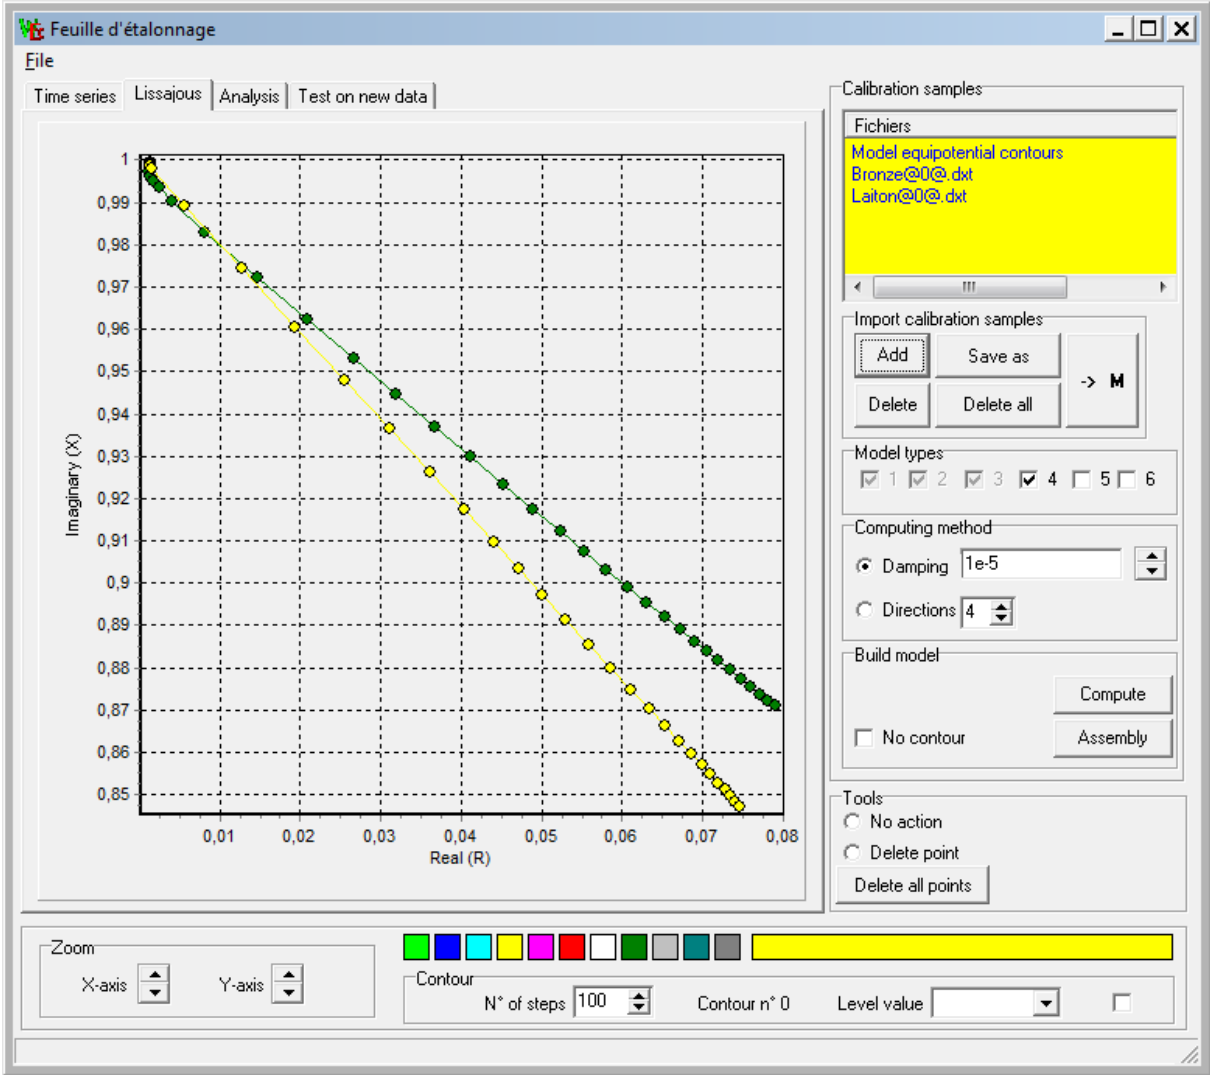 Feuille d'étalonnage
File
Time series Lissajous Analysis Test on new data
Calibration samples
Fichiers
Model equipotential contours
Bronze@0@.dxt
Laiton@0@.dxt
Import calibration samples
Add Save as
-> M
Delete Delete all
Model types
1 2 3 4 5 6
Computing method
Damping 1e-5
Directions 4
Build model
Compute
No contour Assembly
Tools
No action
Delete point
Delete all points
Imaginary (X)
1
0,99
0,98
0,97
0,96
0,95
0,94
0,93
0,92
0,91
0,9
0,89
0,88
0,87
0,86
0,85
0,01 0,02 0,03 0,04 0,05 0,06 0,07 0,08
Real (R)
Zoom
X-axis Y-axis
Contour
N° of steps 100 Contour n° 0 Level value